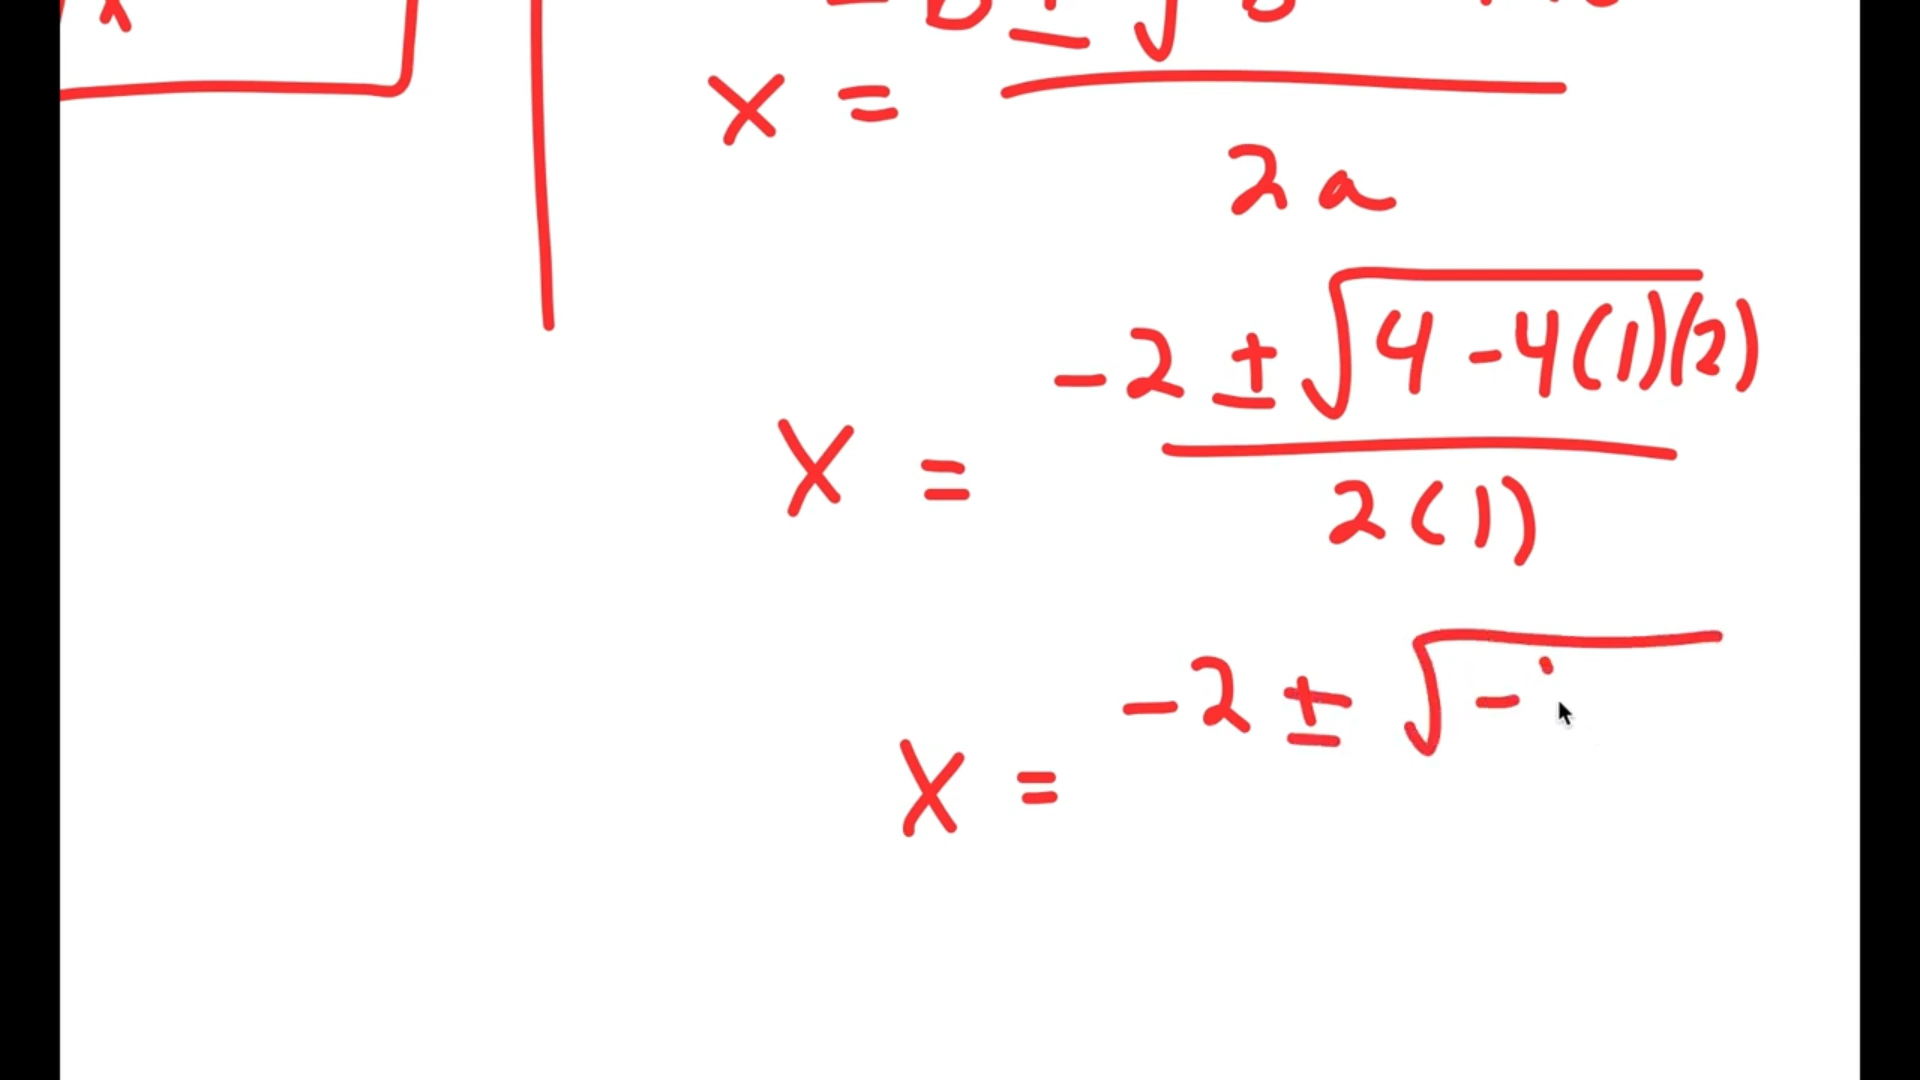 x
x = 
2a
x = -2 ± √4 - 4(1)(2)
2(1)
x = -2 ± √-